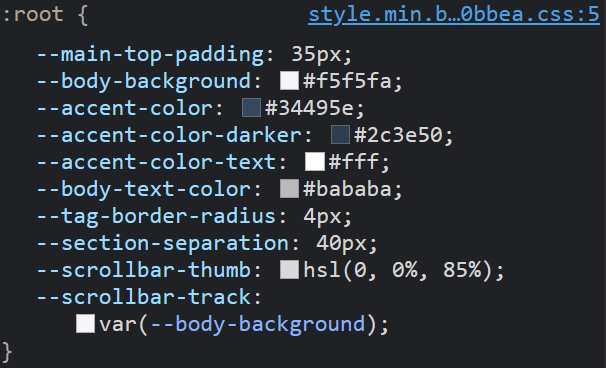 :root { style.min.b…0bbea.css:5
--main-top-padding: 35px;
--body-background: #f5f5fa;
--accent-color: #34495e;
--accent-color-darker: #2c3e50;
--accent-color-text: #fff;
--body-text-color: #bababa;
--tag-border-radius: 4px;
--section-separation: 40px;
--scrollbar-thumb: hsl(0, 0%, 85%);
--scrollbar-track:
var(--body-background);
}